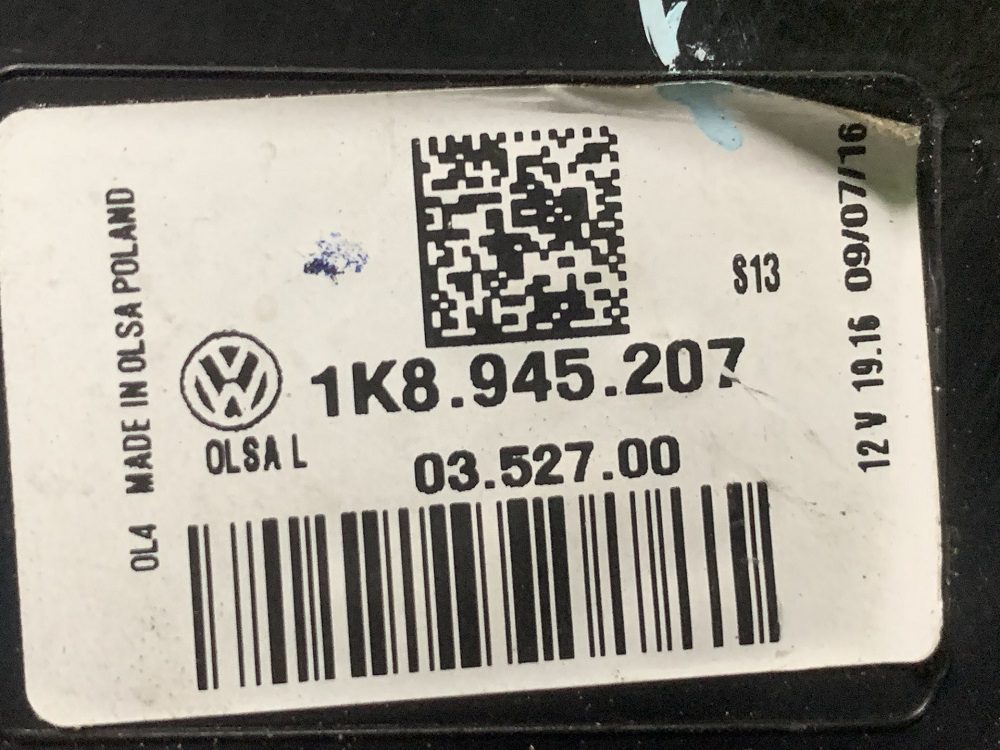 OL4 MADE IN OLSA POLAND
S13
1K8.945.207
OLSA L
03.527.00
12 V 19.16 09/07/16